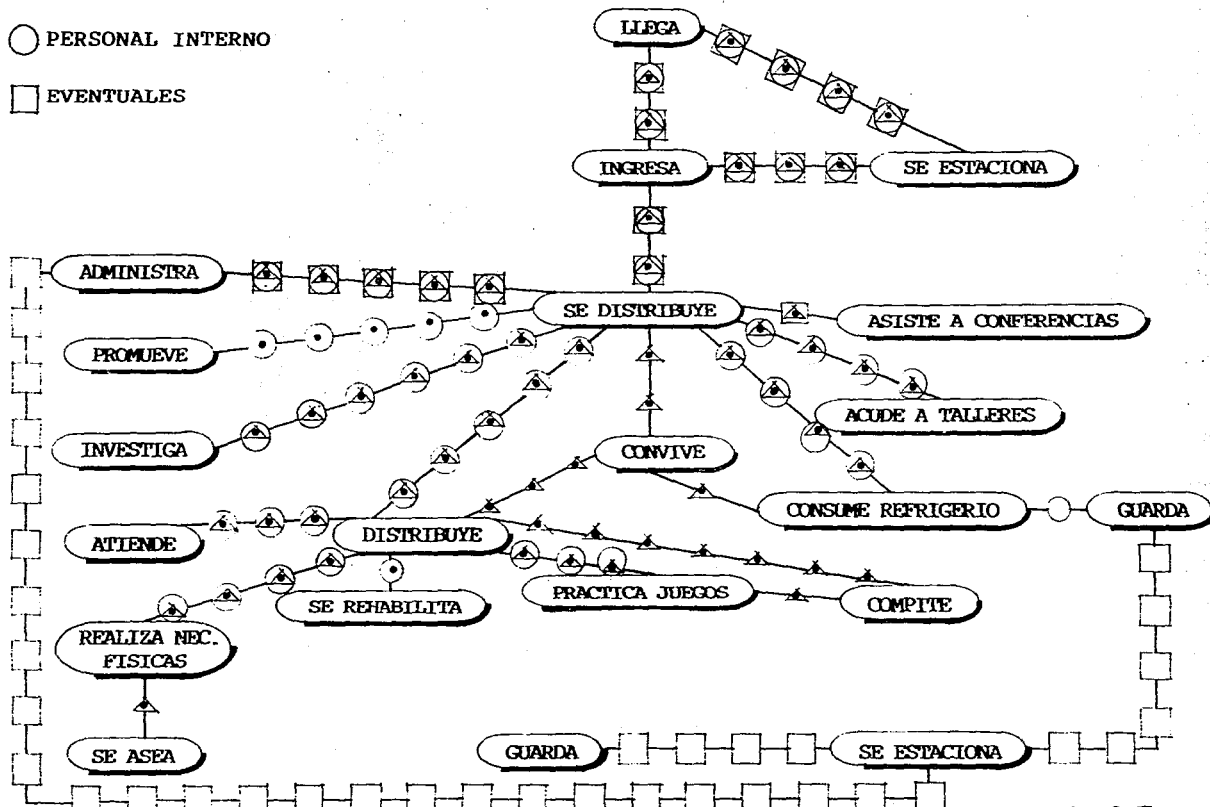 LLEGA
PERSONAL INTERNO
EVENTUALES
INGRESA
SE ESTACIONA
ADMINISTRA
SE DISTRIBUYE
ASISTE A CONFERENCIAS
PROMUEVE
ACUDE A TALLERES
INVESTIGA
CONVIVE
CONSUME REFRIGERIO
GUARDA
ATIENDE
DISTRIBUYE
PRACTICA JUEGOS
SE REHABILITA
COMPITE
REALIZA NEC.
FISICAS
SE ASEA
GUARDA
SE ESTACIONA